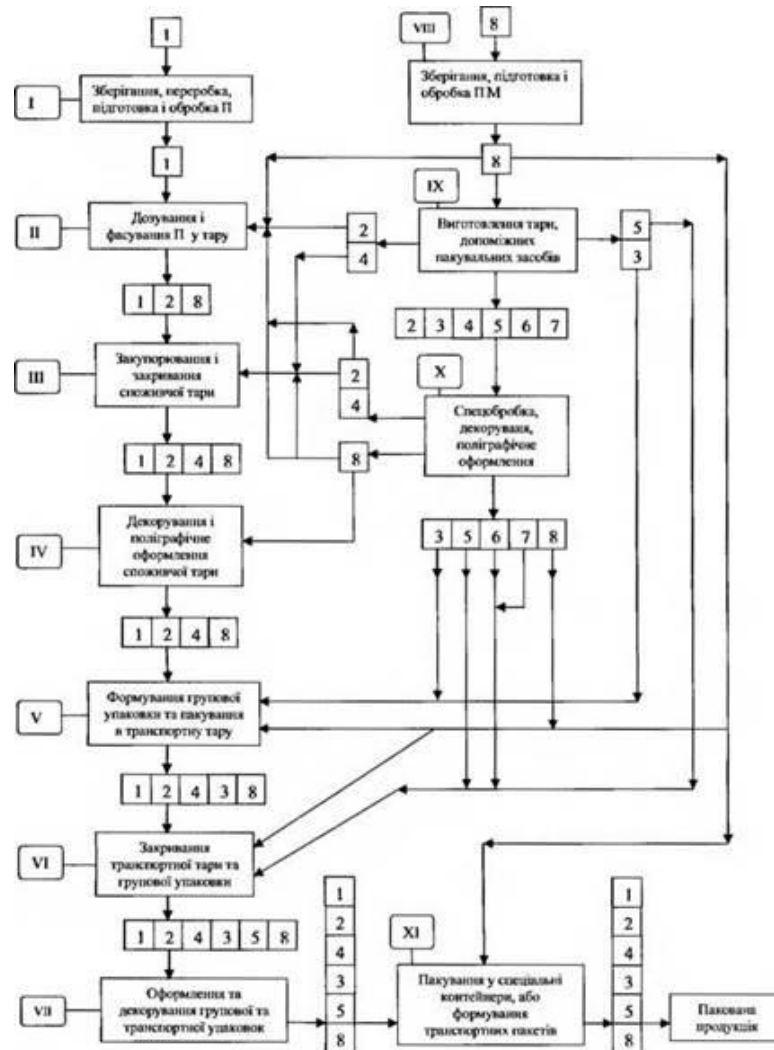 1
8
VIII
I
Зберігання, переробка,
підготовка і обробка П
Зберігання, підготовка і
обробка ПМ
1
8
IX
II
Дозування і
фасування П у тару
2
4
Виготовлення тари,
допоміжних
пакувальних засобів
5
3
1 2 8
2 3 4 5 6 7
III
Закупорювання і
закривання
споживчої тари
2
4
X
Спецобробка,
декоруваня,
поліграфічне
оформлення
8
1 2 4 8
IV
Декорування і
поліграфічне
оформлення
споживчої тари
3 5 6 7 8
1 2 4 8
V
Формування групової
упаковки та пакування
в транспортну тару
1 2 4 3 8
VI
Закривання
транспортної тари та
групової упаковки
1 2 4 3 5 8
VII
Оформлення та
декорування групової та
транспортної упаковок
1
2
4
3
5
8
XI
Пакування у спеціальні
контейнери, або
формування
транспортних пакетів
1
2
4
3
5
8
Пакована
продукція